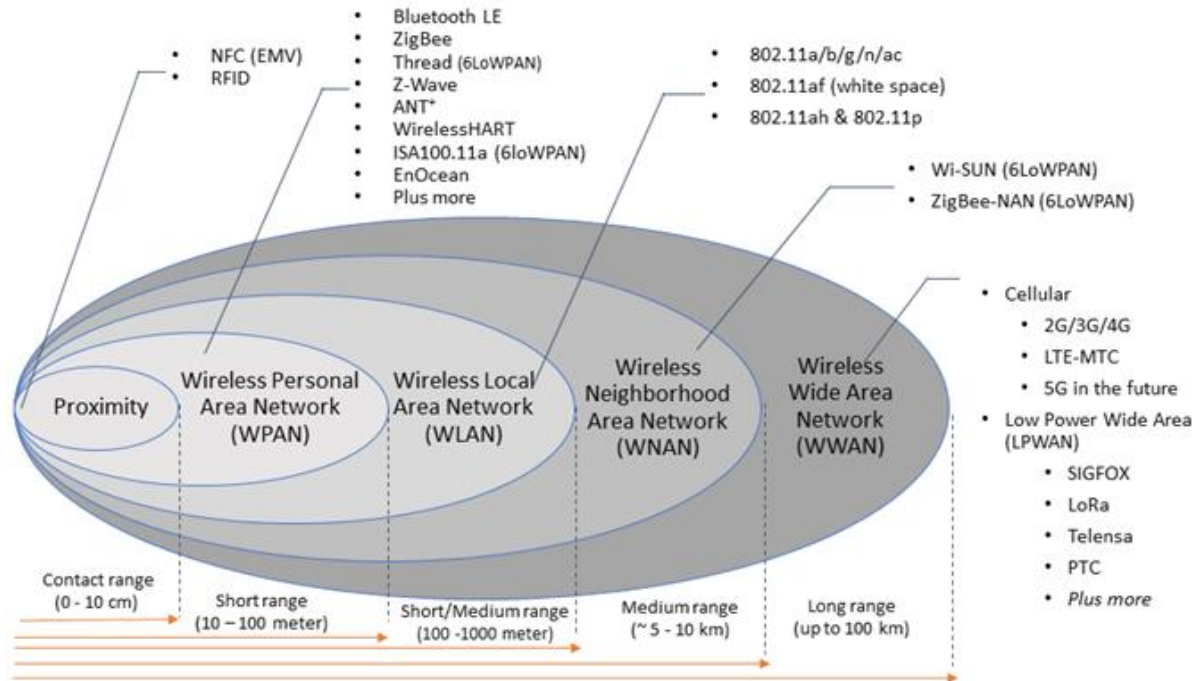 • NFC (EMV)
• RFID
• Bluetooth LE
• ZigBee
• Thread (6LoWPAN)
• Z-Wave
• ANT⁺
• WirelessHART
• ISA100.11a (6loWPAN)
• EnOcean
• Plus more
• 802.11a/b/g/n/ac
• 802.11af (white space)
• 802.11ah & 802.11p
• Wi-SUN (6LoWPAN)
• ZigBee-NAN (6LoWPAN)
• Cellular
• 2G/3G/4G
• LTE-MTC
• 5G in the future
• Low Power Wide Area
(LPWAN)
• SIGFOX
• LoRa
• Telensa
• PTC
• Plus more
Proximity
Wireless Personal
Area Network
(WPAN)
Wireless Local
Area Network
(WLAN)
Wireless
Neighborhood
Area Network
(WNAN)
Wireless
Wide Area
Network
(WWAN)
Contact range
(0 - 10 cm)
Short range
(10 – 100 meter)
Short/Medium range
(100 -1000 meter)
Medium range
(~ 5 - 10 km)
Long range
(up to 100 km)